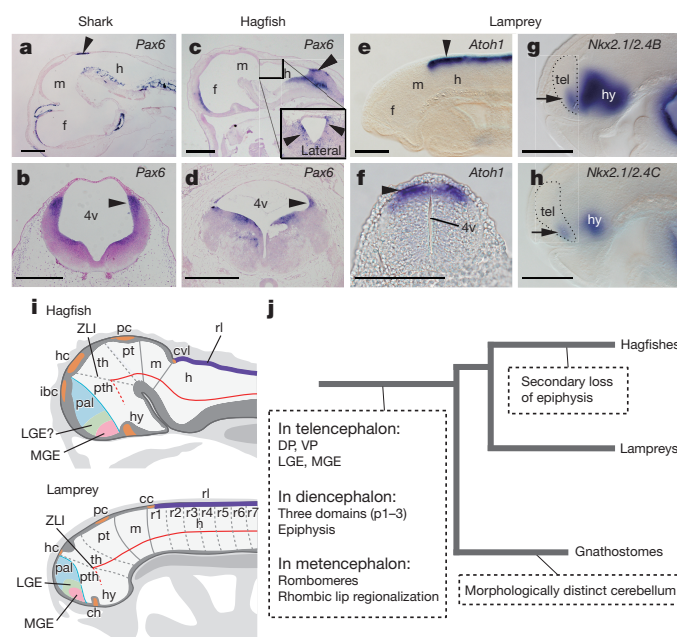 Shark Hagfish Lamprey
a Pax6
m
h
f
b Pax6
4v
c Pax6
m
h
f
Lateral
d Pax6
4v
e Atoh1
m
h
f
f Atoh1
4v
g Nkx2.1/2.4B
tel
hy
h Nkx2.1/2.4C
tel
hy
i
Hagfish
ZLI
pc
hc
pt
cvl
rl
th
m
h
ibc
pth
pal
hy
LGE?
MGE
Lamprey
ZLI
pc
cc
rl
r1 r2 r3 r4 r5 r6 r7
h
hc
pt
m
th
pal
pth
LGE
hy
MGE
ch
j
Hagfishes
Secondary loss
of epiphysis
Lampreys
In telencephalon:
DP, VP
LGE, MGE
In diencephalon:
Three domains (p1–3)
Epiphysis
In metencephalon:
Rombomeres
Rhombic lip regionalization
Gnathostomes
Morphologically distinct cerebellum